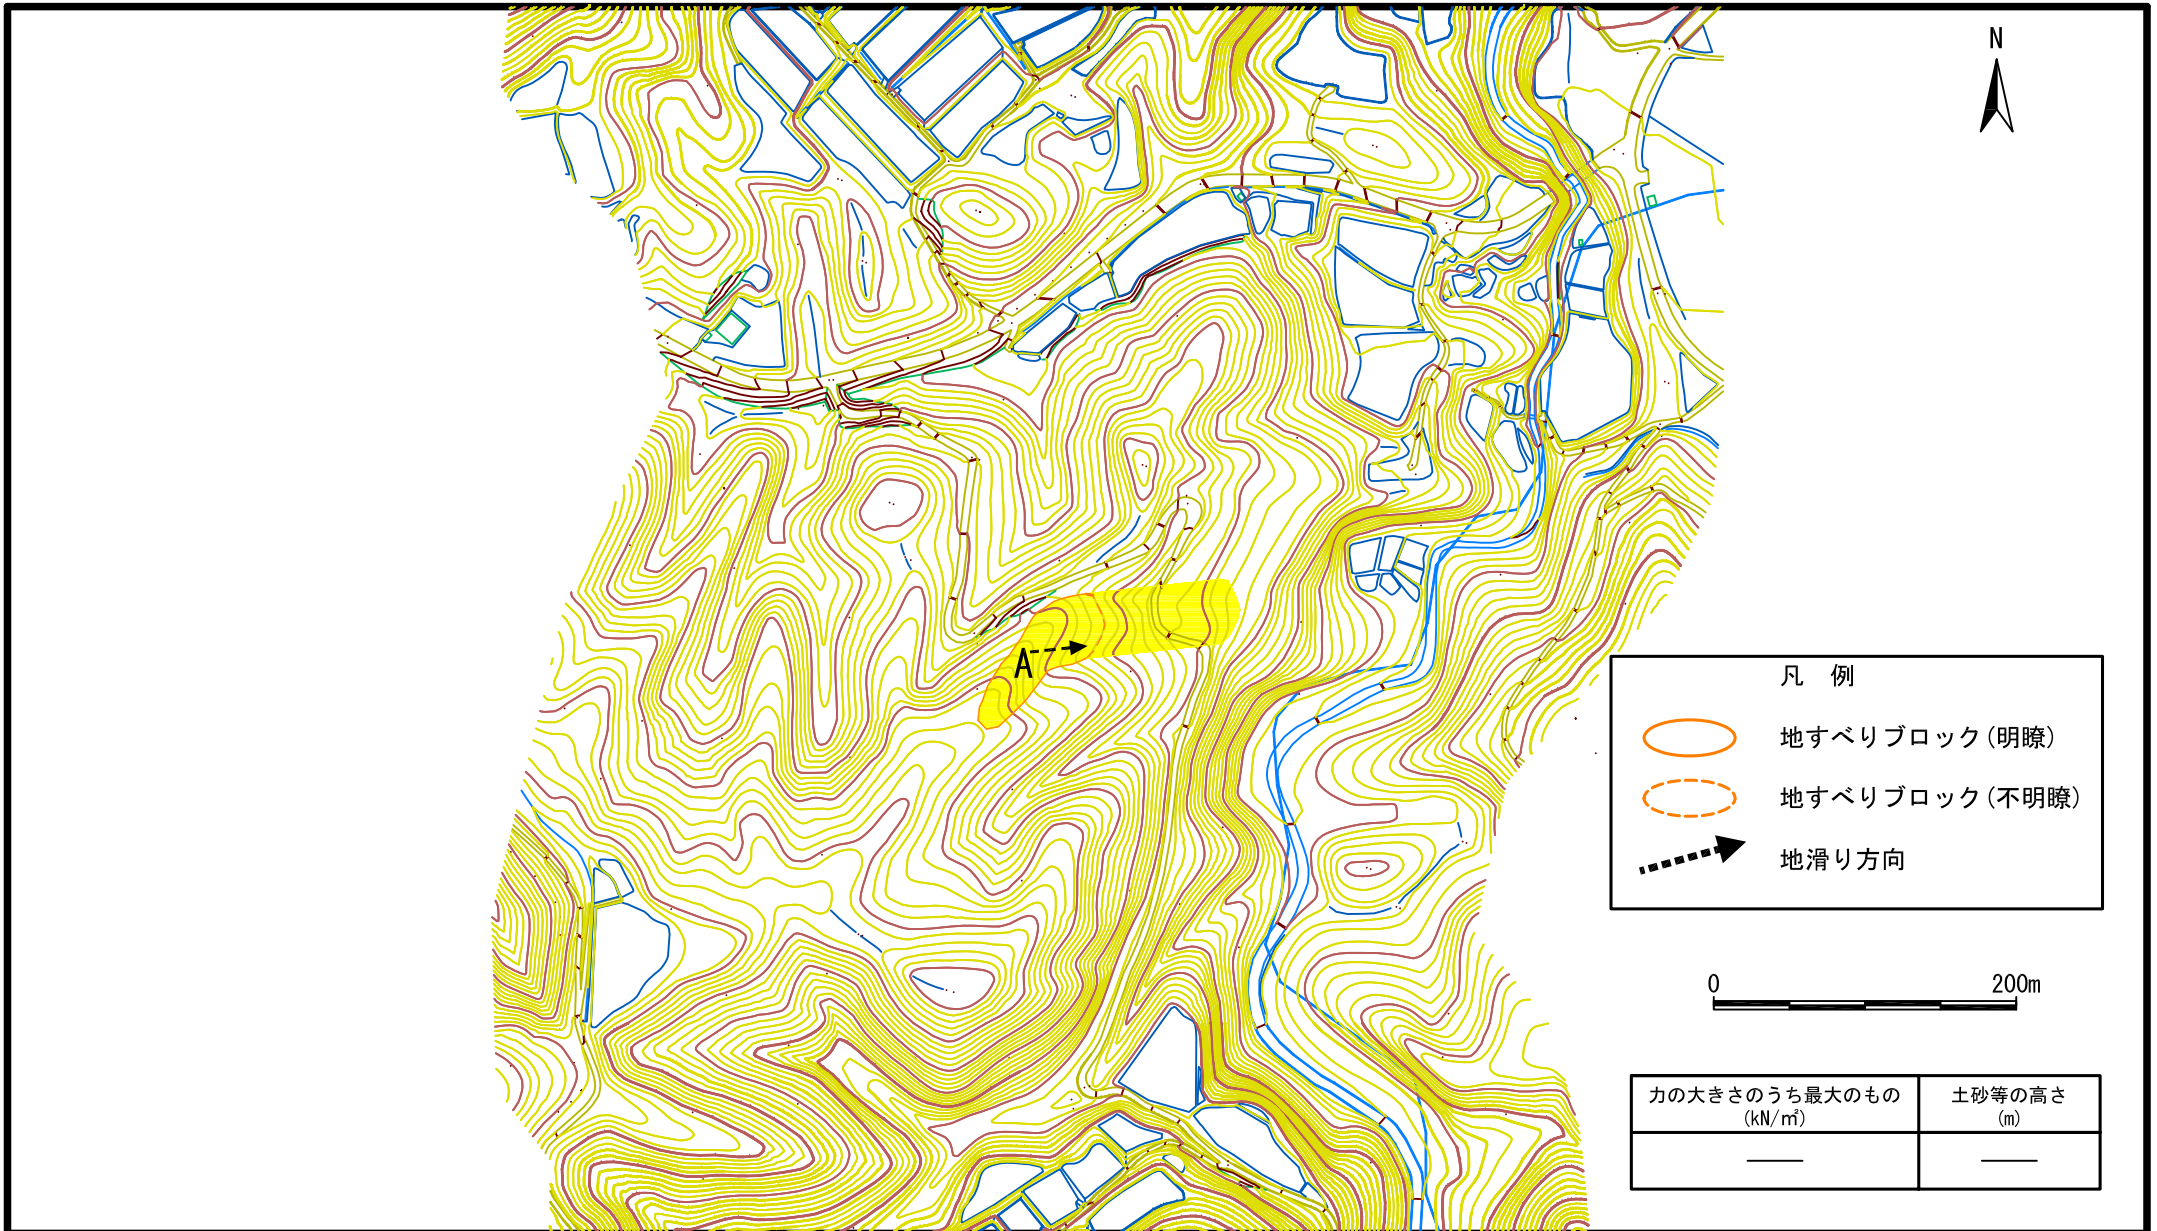 N
A
凡 例
地すべりブロック(明瞭)
地すべりブロック(不明瞭)
地滑り方向
0 200m
力の大きさのうち最大のもの
(kN/㎡)
土砂等の高さ
(m)